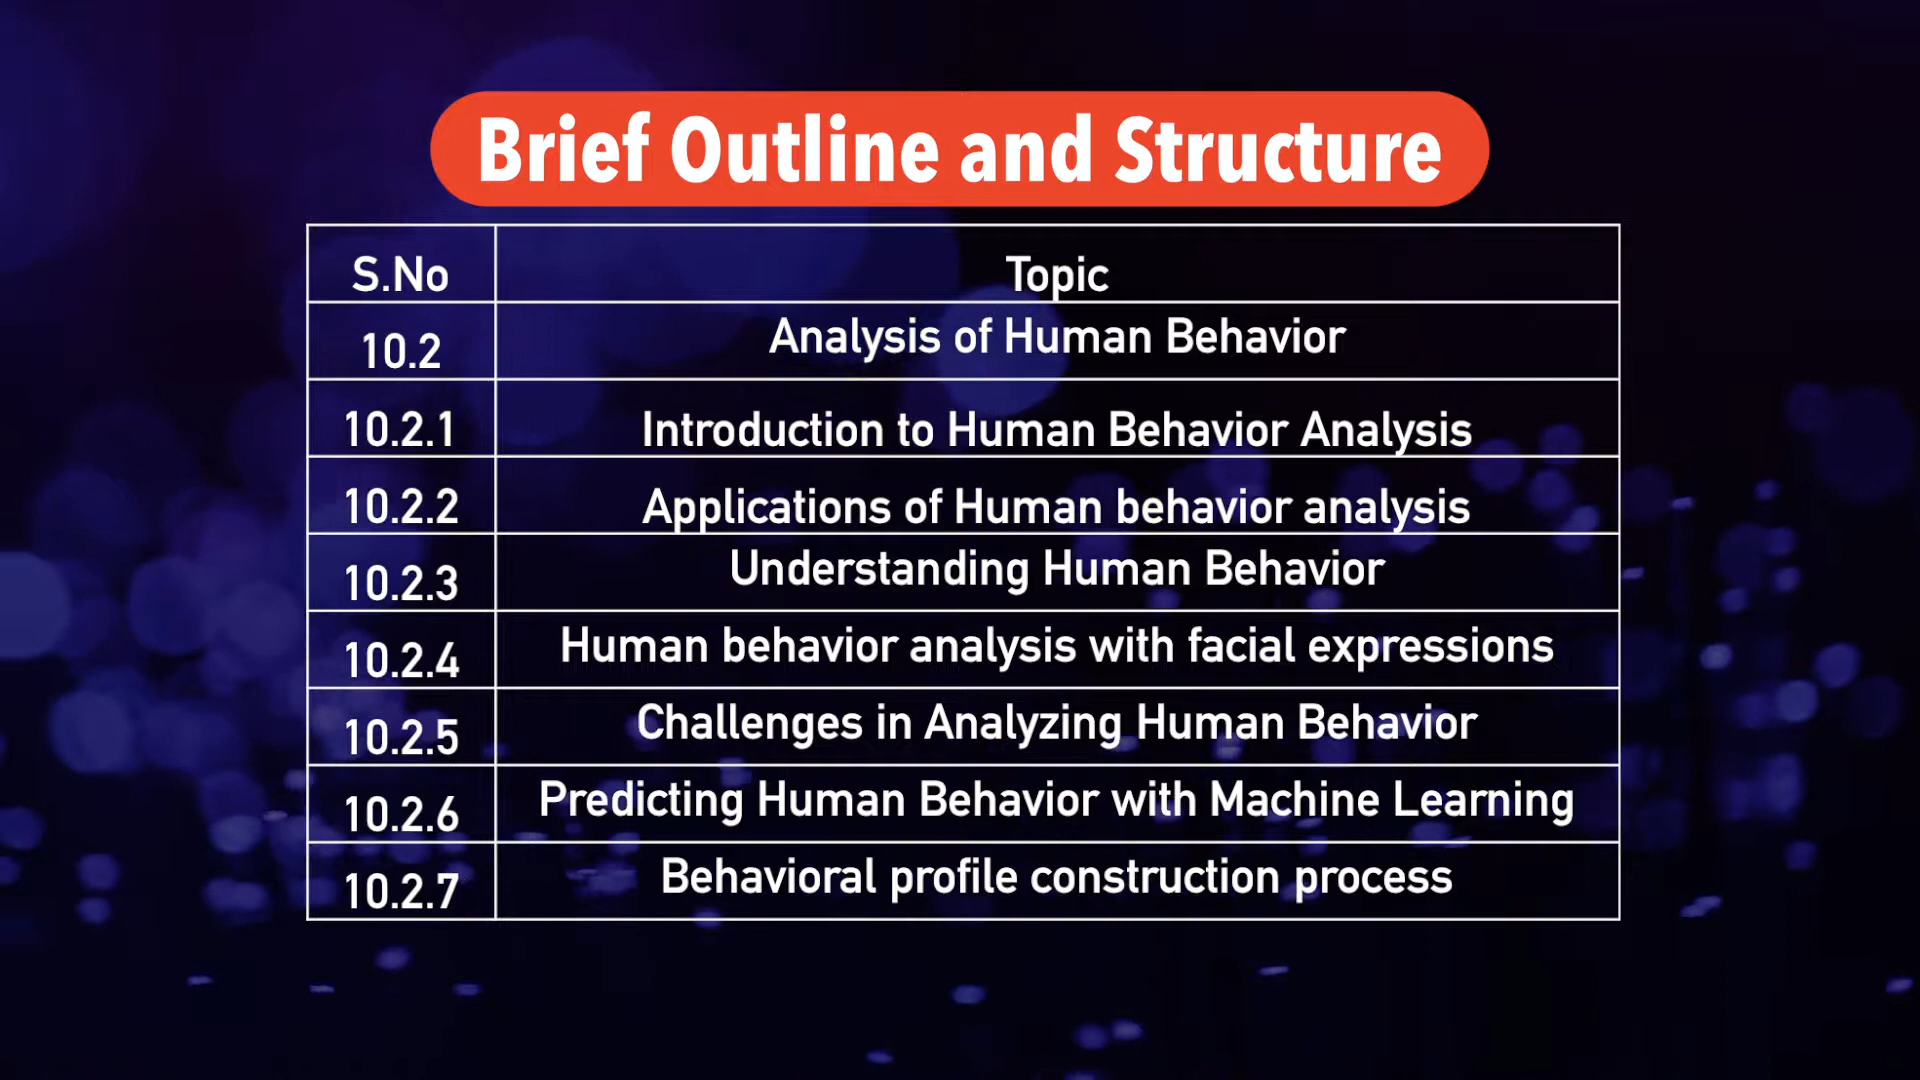 Brief Outline and Structure
S.No Topic
10.2 Analysis of Human Behavior
10.2.1 Introduction to Human Behavior Analysis
10.2.2 Applications of Human behavior analysis
10.2.3 Understanding Human Behavior
10.2.4 Human behavior analysis with facial expressions
10.2.5 Challenges in Analyzing Human Behavior
10.2.6 Predicting Human Behavior with Machine Learning
10.2.7 Behavioral profile construction process